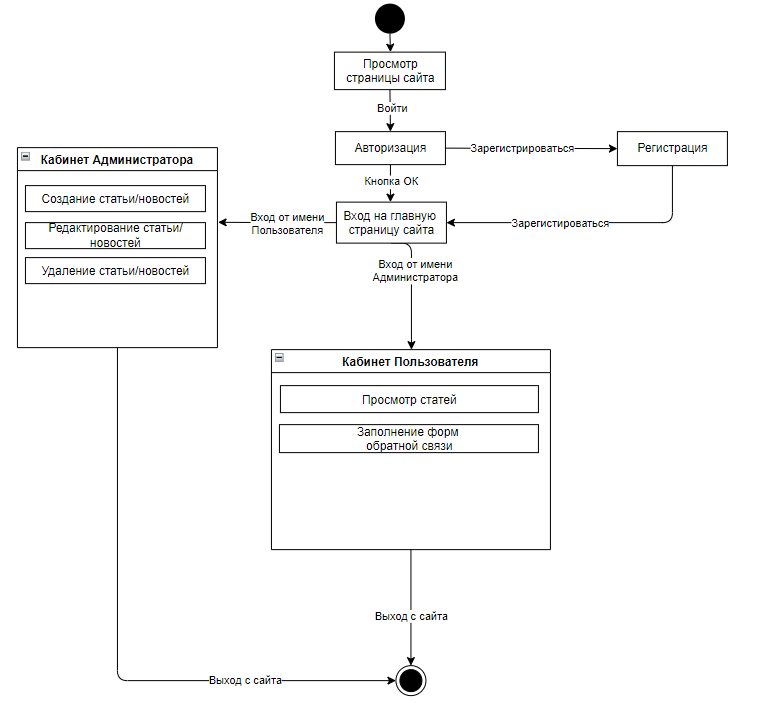 Просмотр
страницы сайта
Войти
Авторизация
Зарегистрироваться
Регистрация
Кнопка ОК
Вход на главную
страницу сайта
Зарегистироваться
Вход от имени
Пользователя
Вход от имени
Администратора
Кабинет Администратора
Создание статьи/новостей
Редактирование статьи/
новостей
Удаление статьи/новостей
Кабинет Пользователя
Просмотр статей
Заполнение форм
обратной связи
Выход с сайта
Выход с сайта